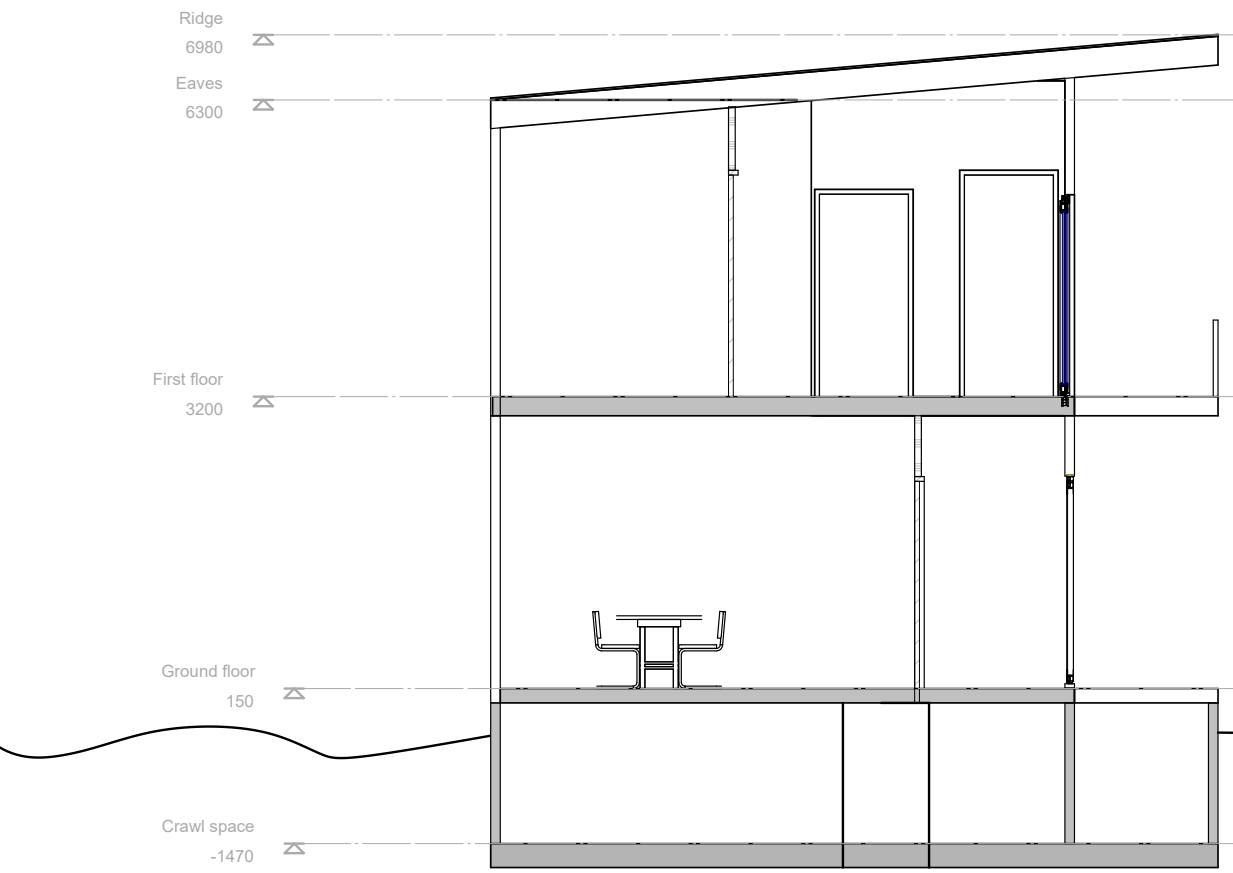 Ridge
6980
Eaves
6300
First floor
3200
Ground floor
150
Crawl space
-1470